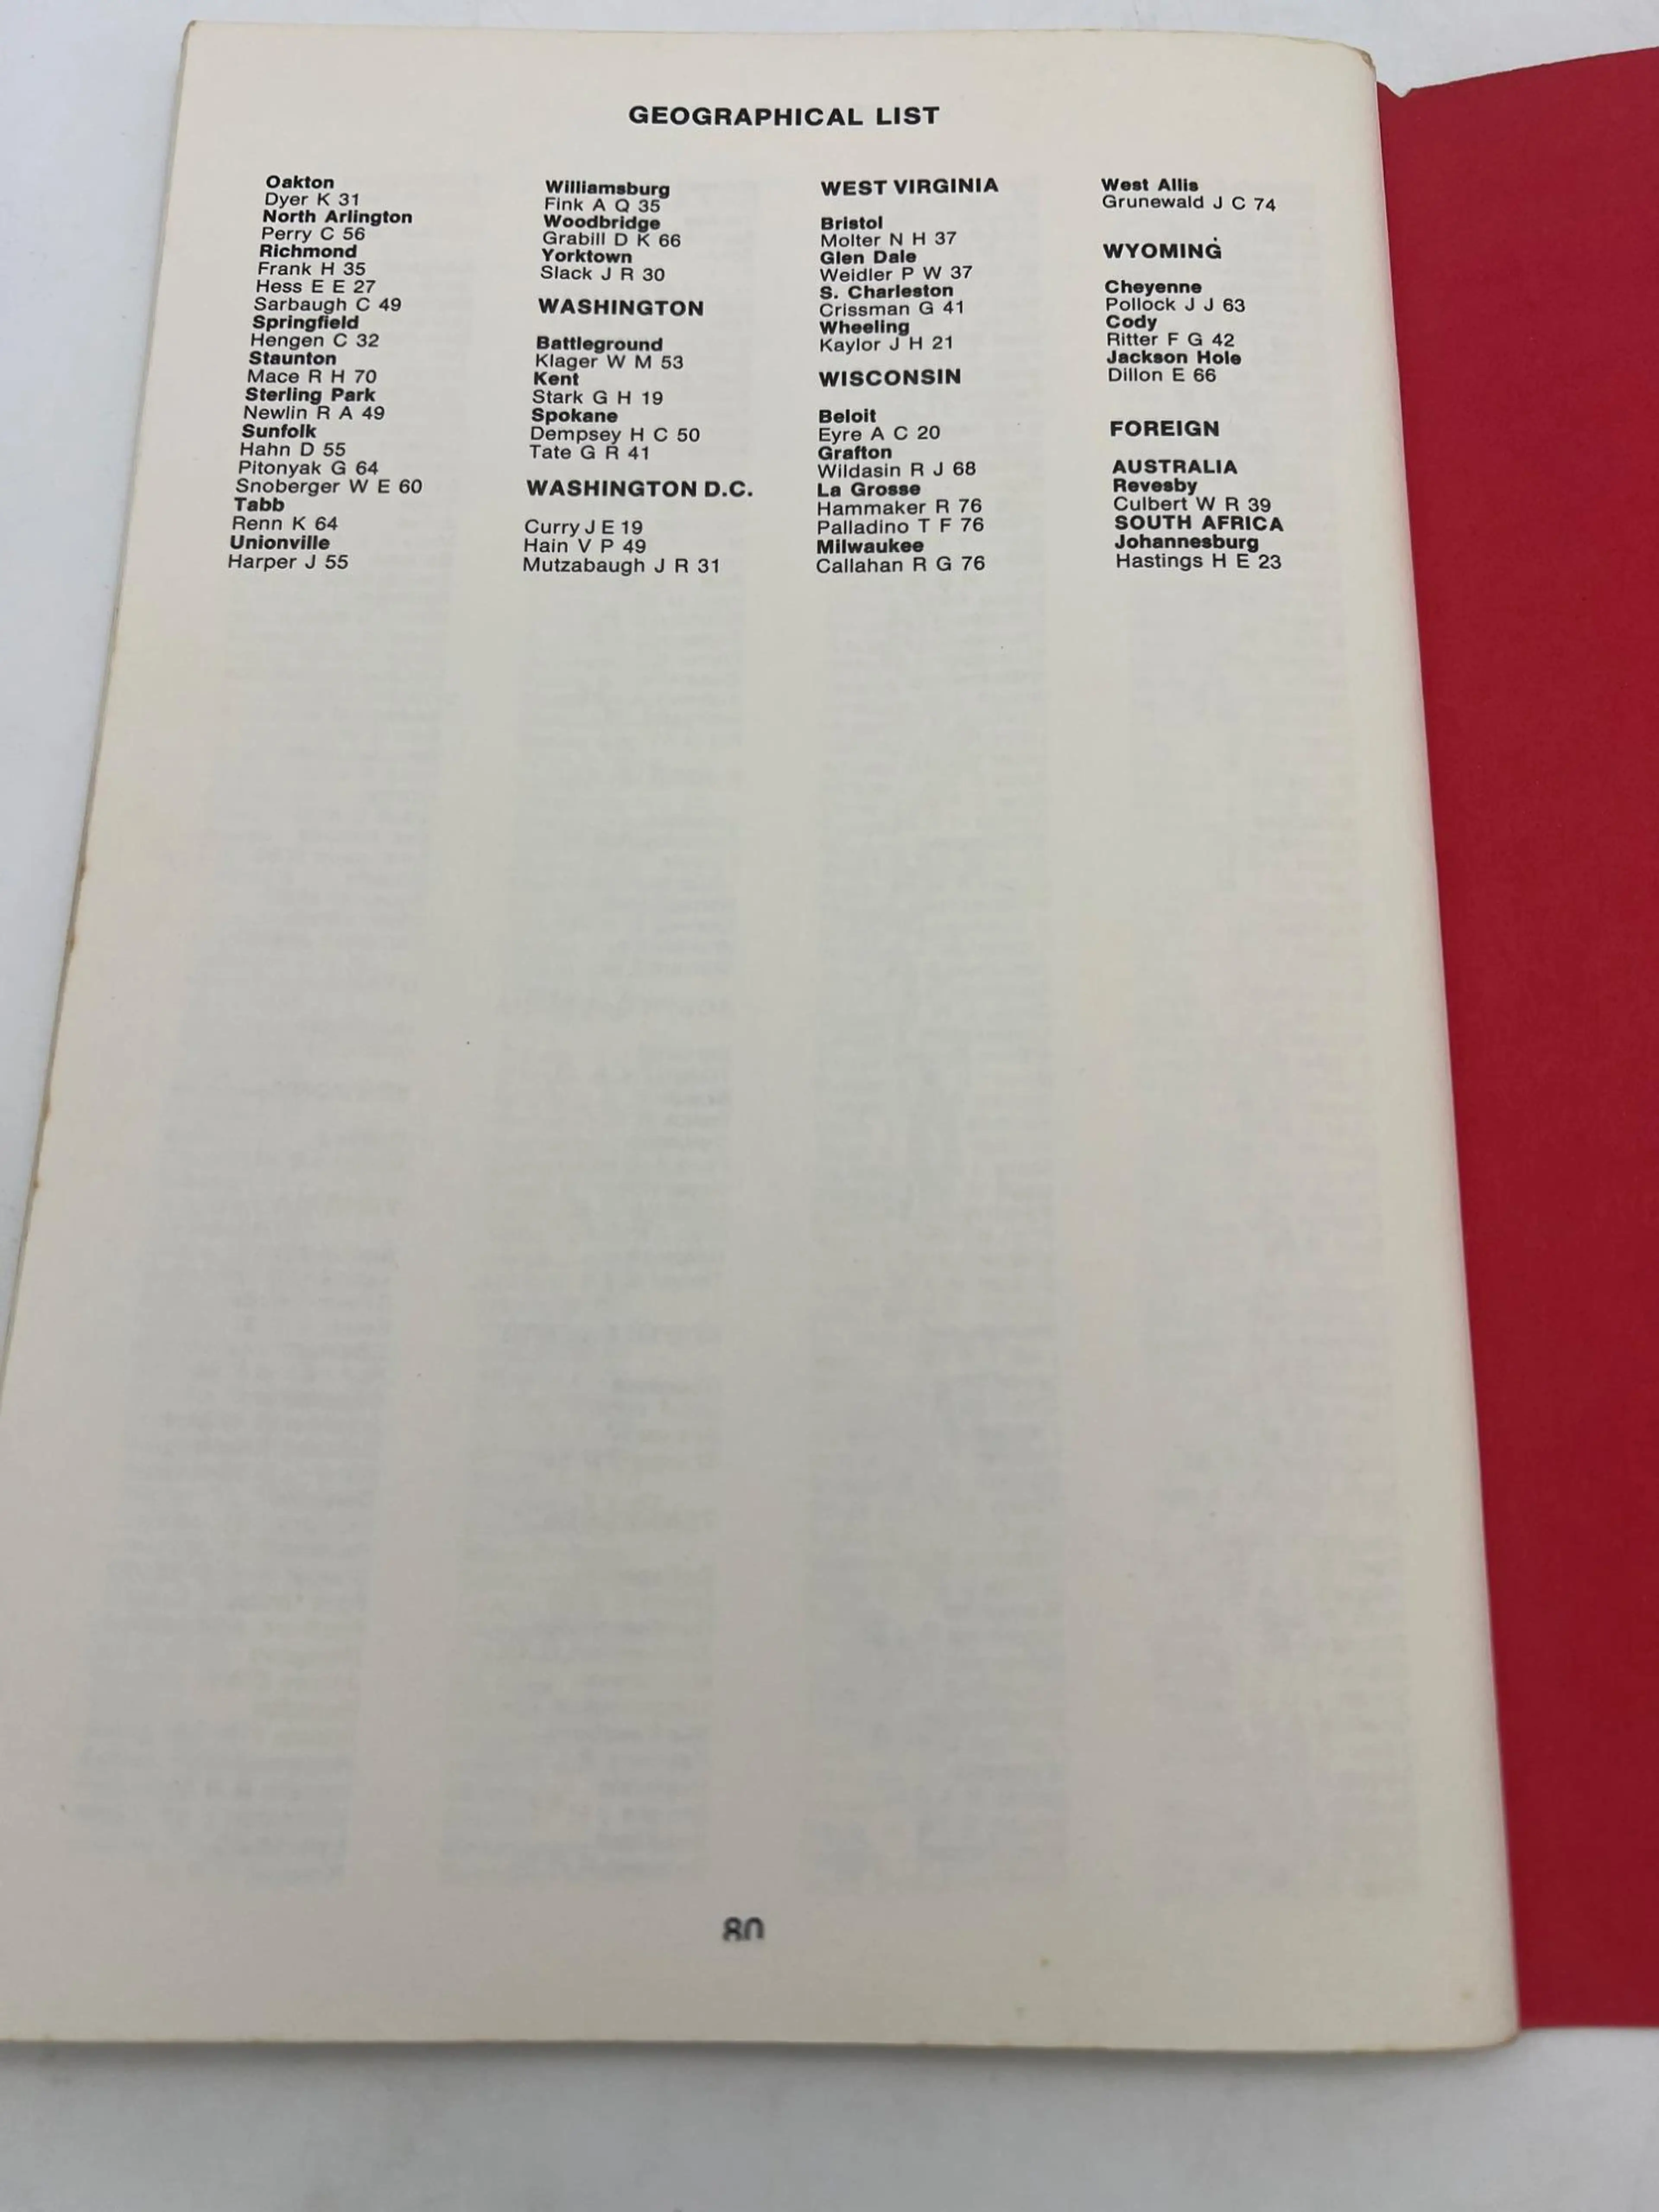 GEOGRAPHICAL LIST
Oakton
Dyer K 31
North Arlington
Perry C 56
Richmond
Frank H 35
Hess E E 27
Sarbaugh C 49
Springfield
Hengen C 32
Staunton
Mace R H 70
Sterling Park
Newlin R A 49
Sunfolk
Hahn D 55
Pitonyak G 64
Snoberger W E 60
Tabb
Renn K 64
Unionville
Harper J 55
Williamsburg
Fink A Q 35
Woodbridge
Grabill D K 66
Yorktown
Slack J R 30
WASHINGTON
Battleground
Klager W M 53
Kent
Stark G H 19
Spokane
Dempsey H C 50
Tate G R 41
WASHINGTON D.C.
Curry J E 19
Hain V P 49
Mutzabaugh J R 31
WEST VIRGINIA
Bristol
Molter N H 37
Glen Dale
Weidler P W 37
S. Charleston
Crissman G 41
Wheeling
Kaylor J H 21
WISCONSIN
Beloit
Eyre A C 20
Grafton
Wildasin R J 68
La Grosse
Hammaker R 76
Palladino T F 76
Milwaukee
Callahan R G 76
West Allis
Grunewald J C 74
WYOMING
Cheyenne
Pollock J J 63
Cody
Ritter F G 42
Jackson Hole
Dillon E 66
FOREIGN
AUSTRALIA
Revesby
Culbert W R 39
SOUTH AFRICA
Johannesburg
Hastings H E 23
80